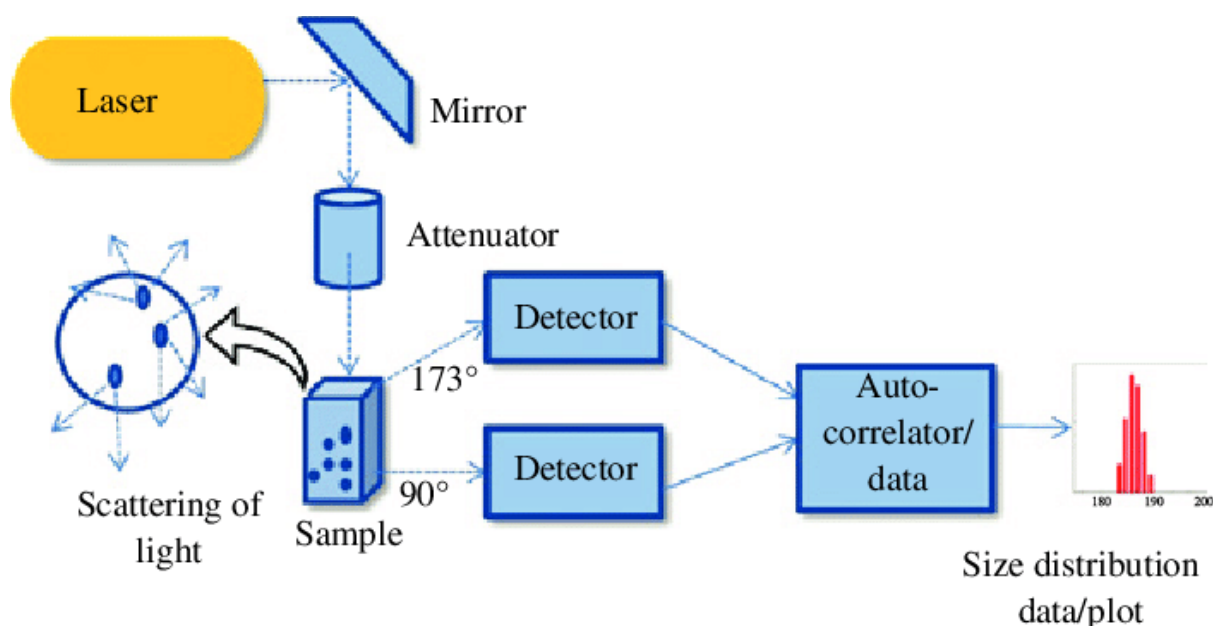 Laser
Mirror
Attenuator
Detector
173°
Auto-
correlator/
data
Detector
90°
180 190 200
Scattering of
light
Sample
Size distribution
data/plot